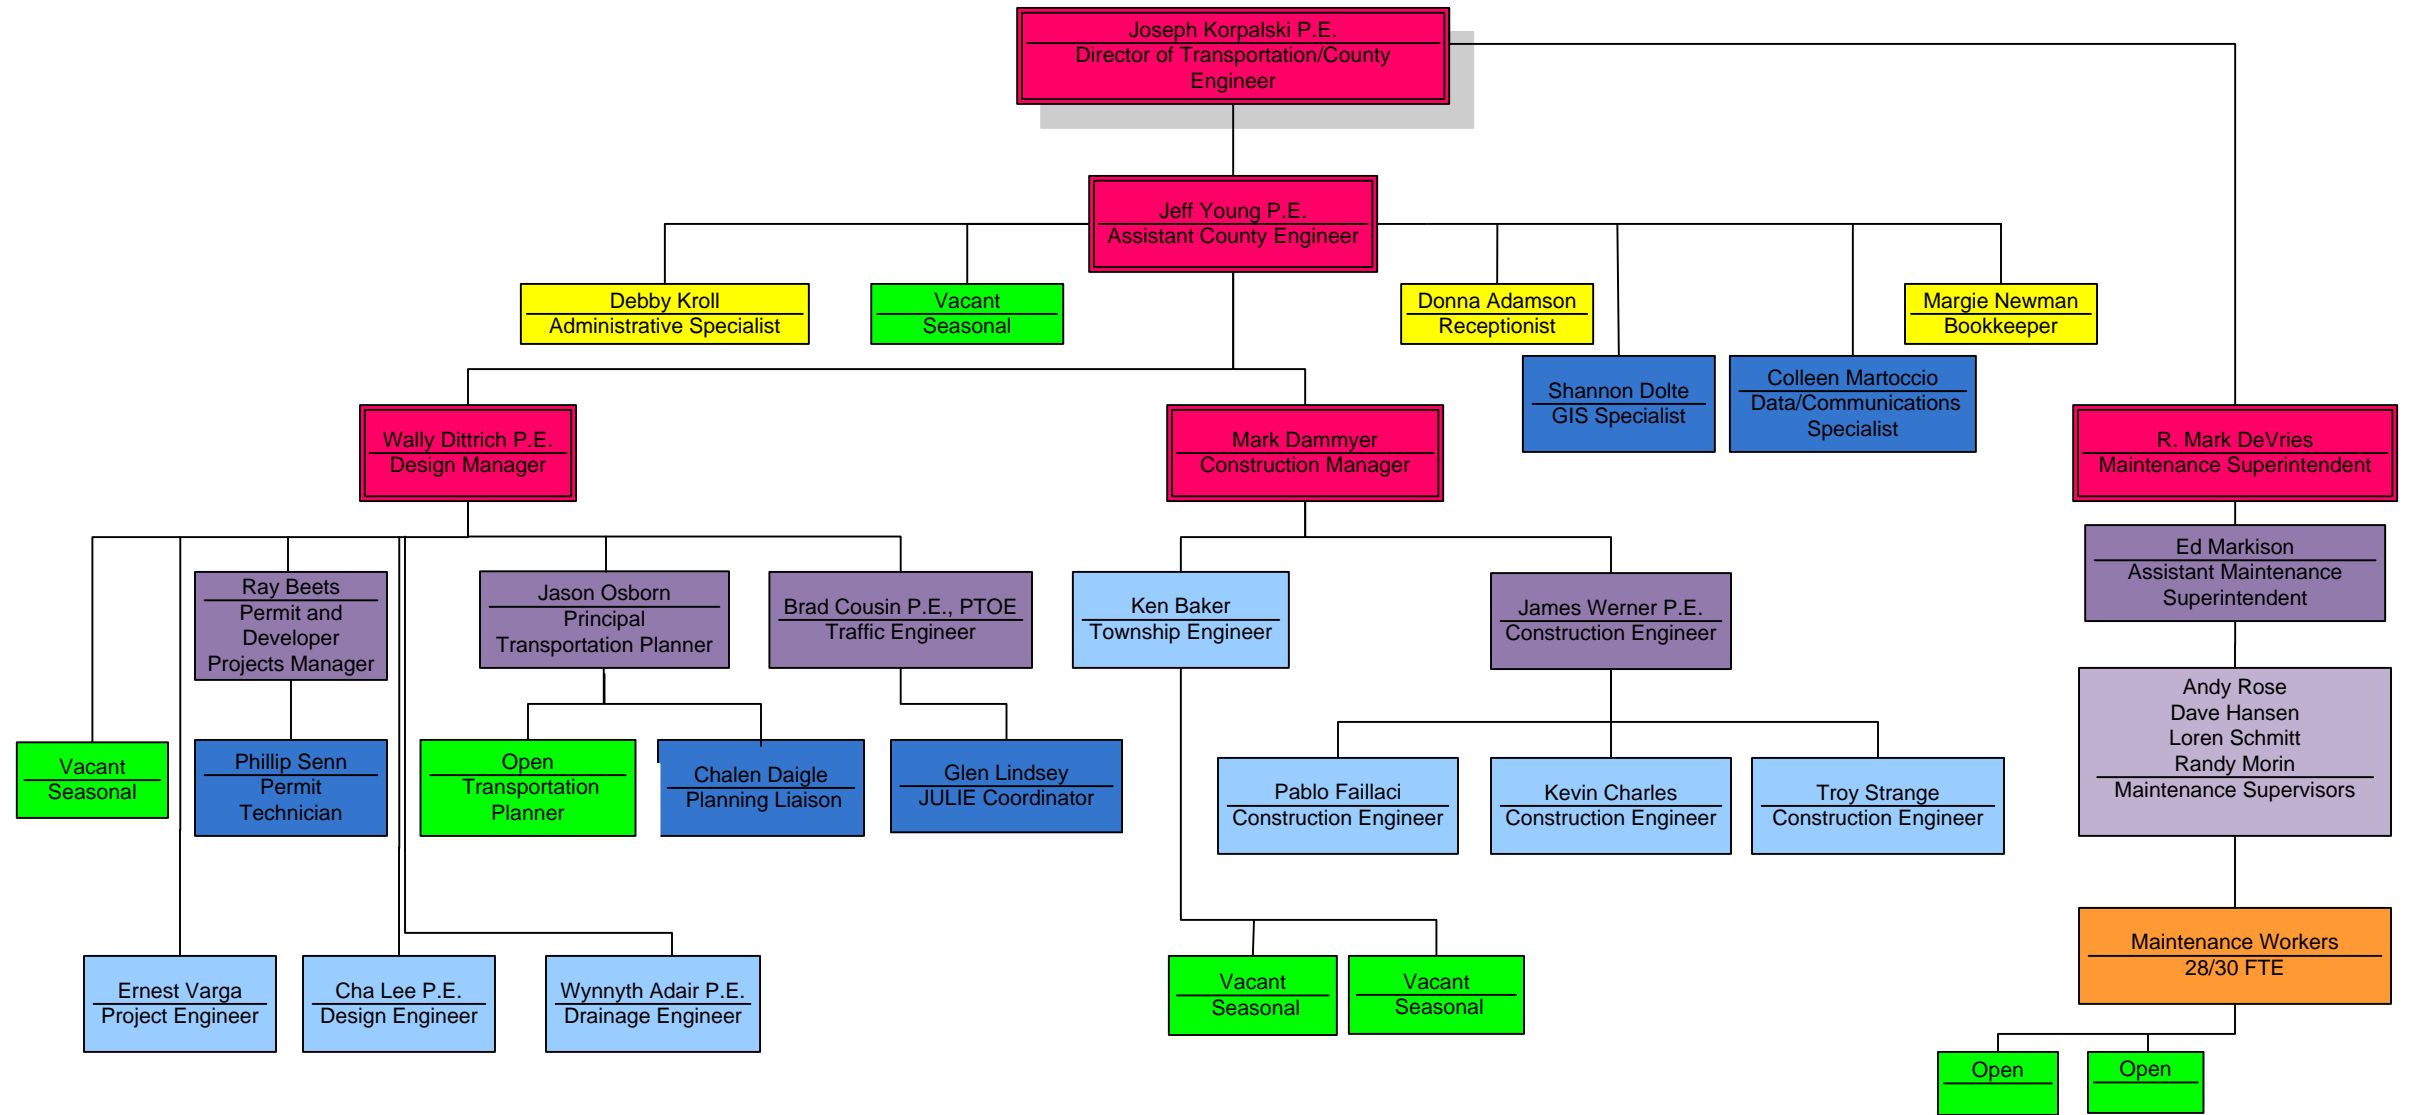 Joseph Korpalski P.E.
Director of Transportation/County
Engineer
Jeff Young P.E.
Assistant County Engineer
Debby Kroll
Administrative Specialist
Vacant
Seasonal
Donna Adamson
Receptionist
Margie Newman
Bookkeeper
Shannon Dolte
GIS Specialist
Colleen Martoccio
Data/Communications
Specialist
Wally Dittrich P.E.
Design Manager
Mark Dammyer
Construction Manager
R. Mark DeVries
Maintenance Superintendent
Ed Markison
Assistant Maintenance
Superintendent
Ray Beets
Permit and
Developer
Projects Manager
Jason Osborn
Principal
Transportation Planner
Brad Cousin P.E., PTOE
Traffic Engineer
Ken Baker
Township Engineer
James Werner P.E.
Construction Engineer
Andy Rose
Dave Hansen
Loren Schmitt
Randy Morin
Maintenance Supervisors
Vacant
Seasonal
Phillip Senn
Permit
Technician
Open
Transportation
Planner
Chalen Daigle
Planning Liaison
Glen Lindsey
JULIE Coordinator
Pablo Faillaci
Construction Engineer
Kevin Charles
Construction Engineer
Troy Strange
Construction Engineer
Maintenance Workers
28/30 FTE
Ernest Varga
Project Engineer
Cha Lee P.E.
Design Engineer
Wynnyth Adair P.E.
Drainage Engineer
Vacant
Seasonal
Vacant
Seasonal
Open
Open